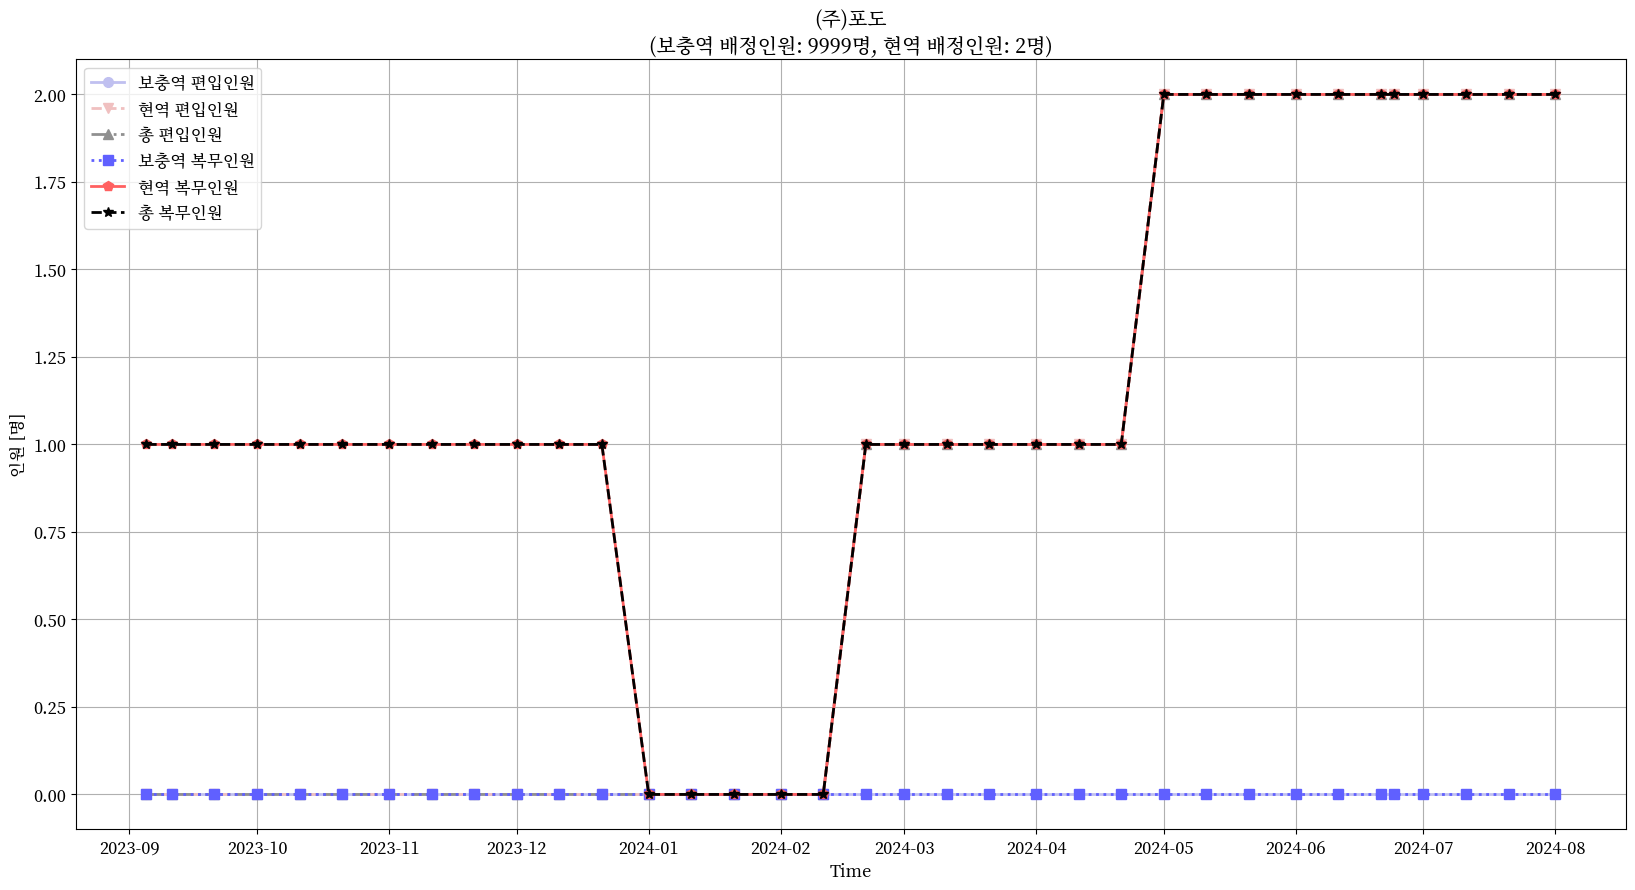 (주)포도
(보충역 배정인원: 9999명, 현역 배정인원: 2명)
보충역 편입인원
현역 편입인원
총 편입인원
보충역 복무인원
현역 복무인원
총 복무인원
2.00
1.75
1.50
1.25
1.00
0.75
0.50
0.25
0.00
인원 [명]
2023-09 2023-10 2023-11 2023-12 2024-01 2024-02 2024-03 2024-04 2024-05 2024-06 2024-07 2024-08
Time